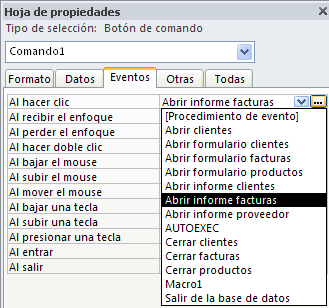 Hoja de propiedades
Tipo de selección: Botón de comando
Comando1
Formato Datos Eventos Otras Todas
Al hacer clic Abrir informe facturas ...
Al recibir el enfoque [Procedimiento de evento]
Al perder el enfoque Abrir clientes
Al hacer doble clic Abrir formulario clientes
Al bajar el mouse Abrir formulario facturas
Al subir el mouse Abrir formulario productos
Al mover el mouse Abrir informe clientes
Al bajar una tecla Abrir informe facturas
Al subir una tecla Abrir informe proveedor
Al presionar una tecla AUTOEXEC
Al entrar Cerrar clientes
Al salir Cerrar facturas
Cerrar productos
Macro1
Salir de la base de datos